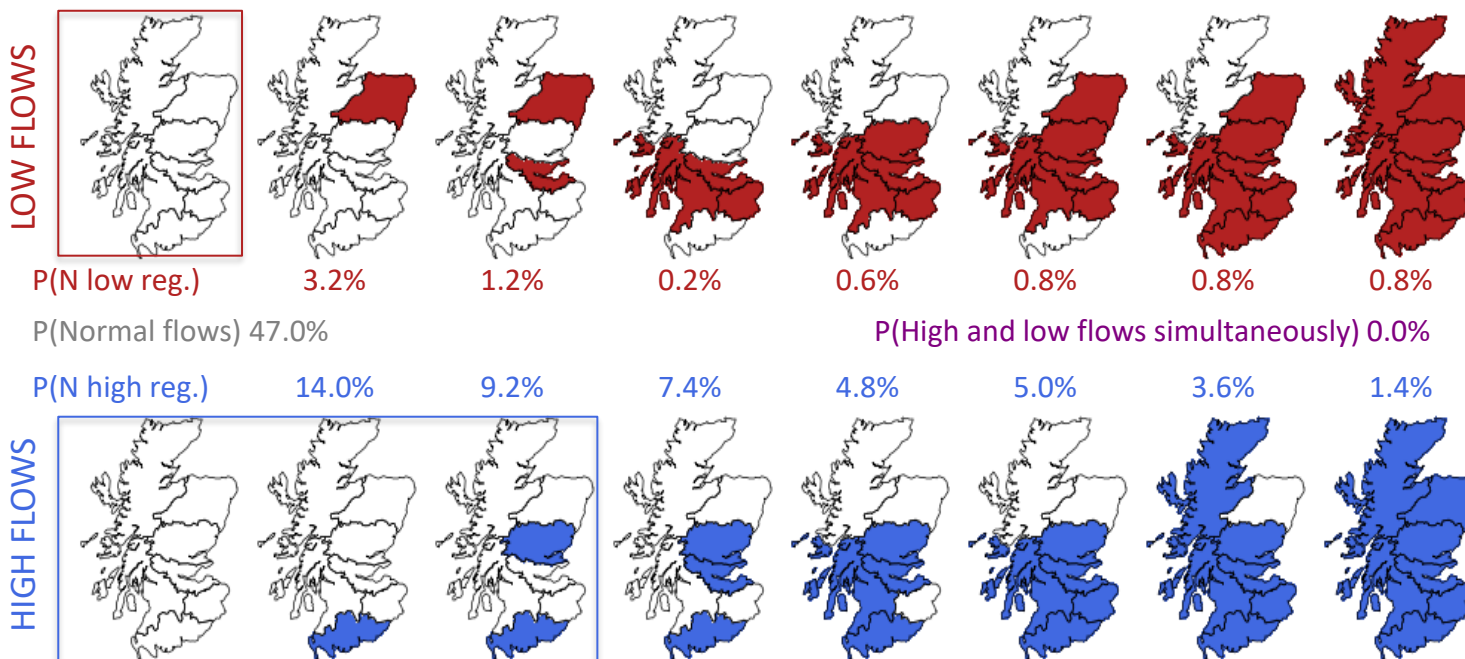 LOW FLOWS
P(N low reg.) 3.2% 1.2% 0.2% 0.6% 0.8% 0.8% 0.8%
P(Normal flows) 47.0% P(High and low flows simultaneously) 0.0%
P(N high reg.) 14.0% 9.2% 7.4% 4.8% 5.0% 3.6% 1.4%
HIGH FLOWS